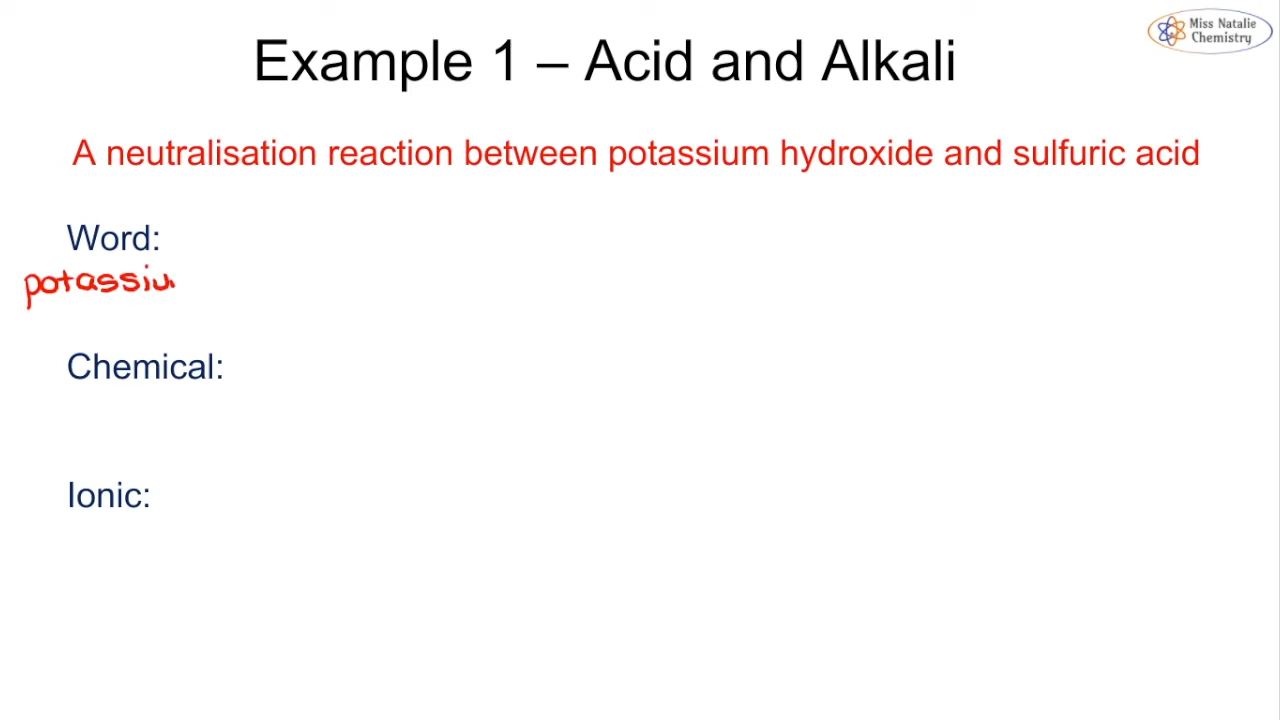 Miss Natalie
Chemistry
Example 1 – Acid and Alkali
A neutralisation reaction between potassium hydroxide and sulfuric acid
Word:
potassiu
Chemical:
Ionic: